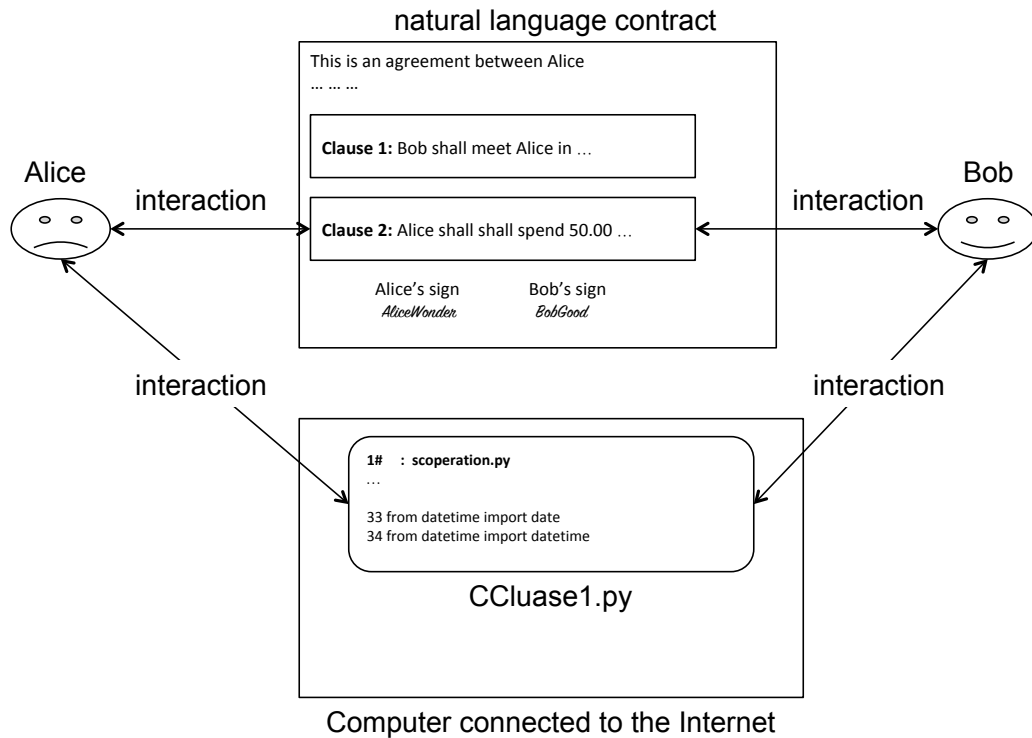 natural language contract
This is an agreement between Alice
... ... ...
Clause 1: Bob shall meet Alice in ...
Alice
Bob
interaction
interaction
Clause 2: Alice shall shall spend 50.00 ...
Alice's sign
Bob's sign
AliceWonder
BobGood
interaction
interaction
1# : scoperation.py
...
33 from datetime import date
34 from datetime import datetime
CCluase1.py
Computer connected to the Internet